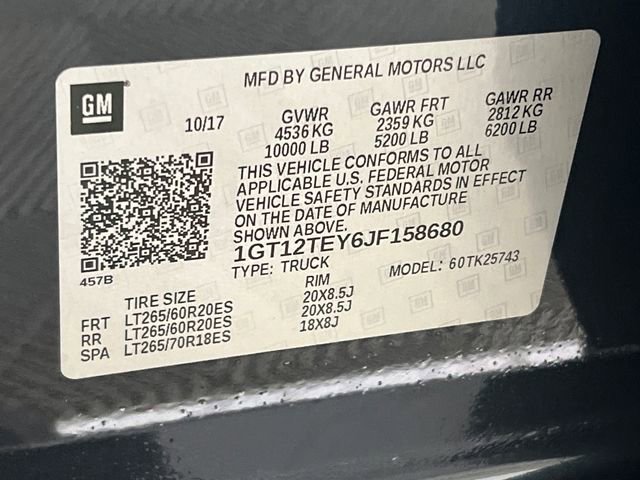 MFD BY GENERAL MOTORS LLC
GM
10/17
GVWR
4536 KG
10000 LB
GAWR FRT
2359 KG
5200 LB
GAWR RR
2812 KG
6200 LB
THIS VEHICLE CONFORMS TO ALL
APPLICABLE U.S. FEDERAL MOTOR
VEHICLE SAFETY STANDARDS IN EFFECT
ON THE DATE OF MANUFACTURE
SHOWN ABOVE.
457B
1GT12TEY6JF158680
TYPE: TRUCK MODEL: 60TK25743
TIRE SIZE RIM
FRT LT265/60R20ES 20X8.5J
RR LT265/60R20ES 20X8.5J
SPA LT265/70R18ES 18X8J